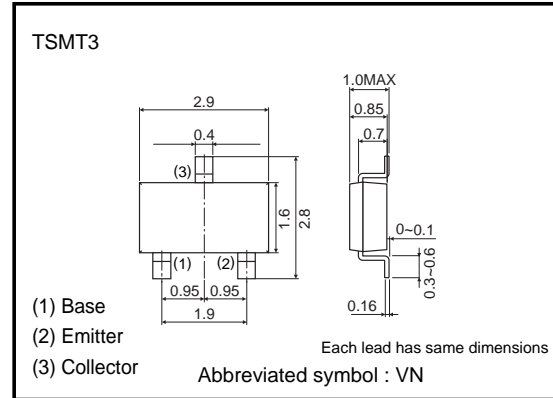 TSMT3
1.0MAX
2.9
0.85
0.4
0.7
(3)
1.6
2.8
0~0.1
(1)
(2)
0.3~0.6
0.95
0.95
0.16
1.9
(1) Base
(2) Emitter
(3) Collector
Each lead has same dimensions
Abbreviated symbol : VN